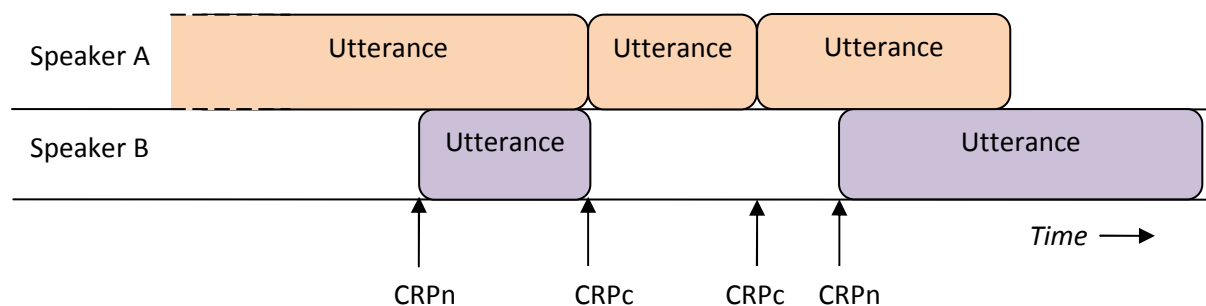 Speaker A
Utterance
Utterance
Utterance
Speaker B
Utterance
Utterance
Time
CRPn
CRPc
CRPc
CRPn